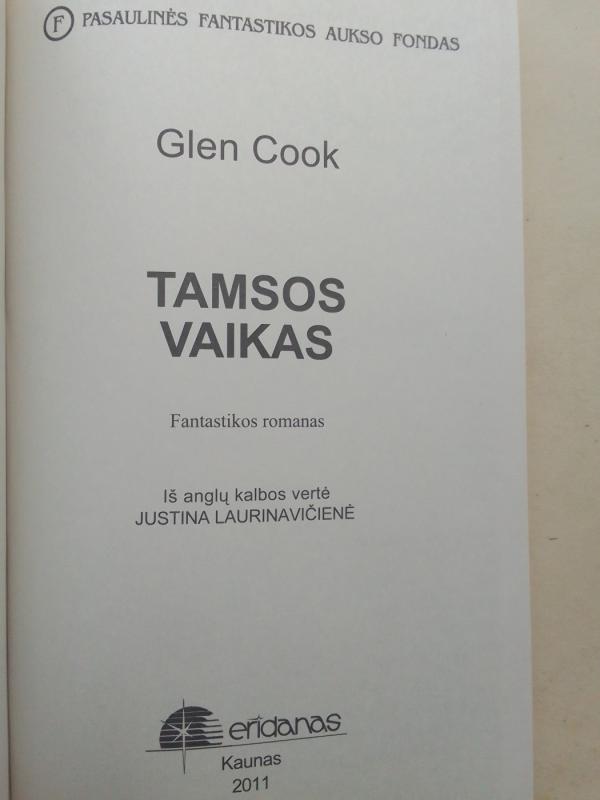 F PASAULINĖS FANTASTIKOS AUKSO FONDAS
Glen Cook
TAMSOS
VAIKAS
Fantastikos romanas
Iš anglų kalbos vertė
JUSTINA LAURINAVIČIENĖ
eridanas
Kaunas
2011